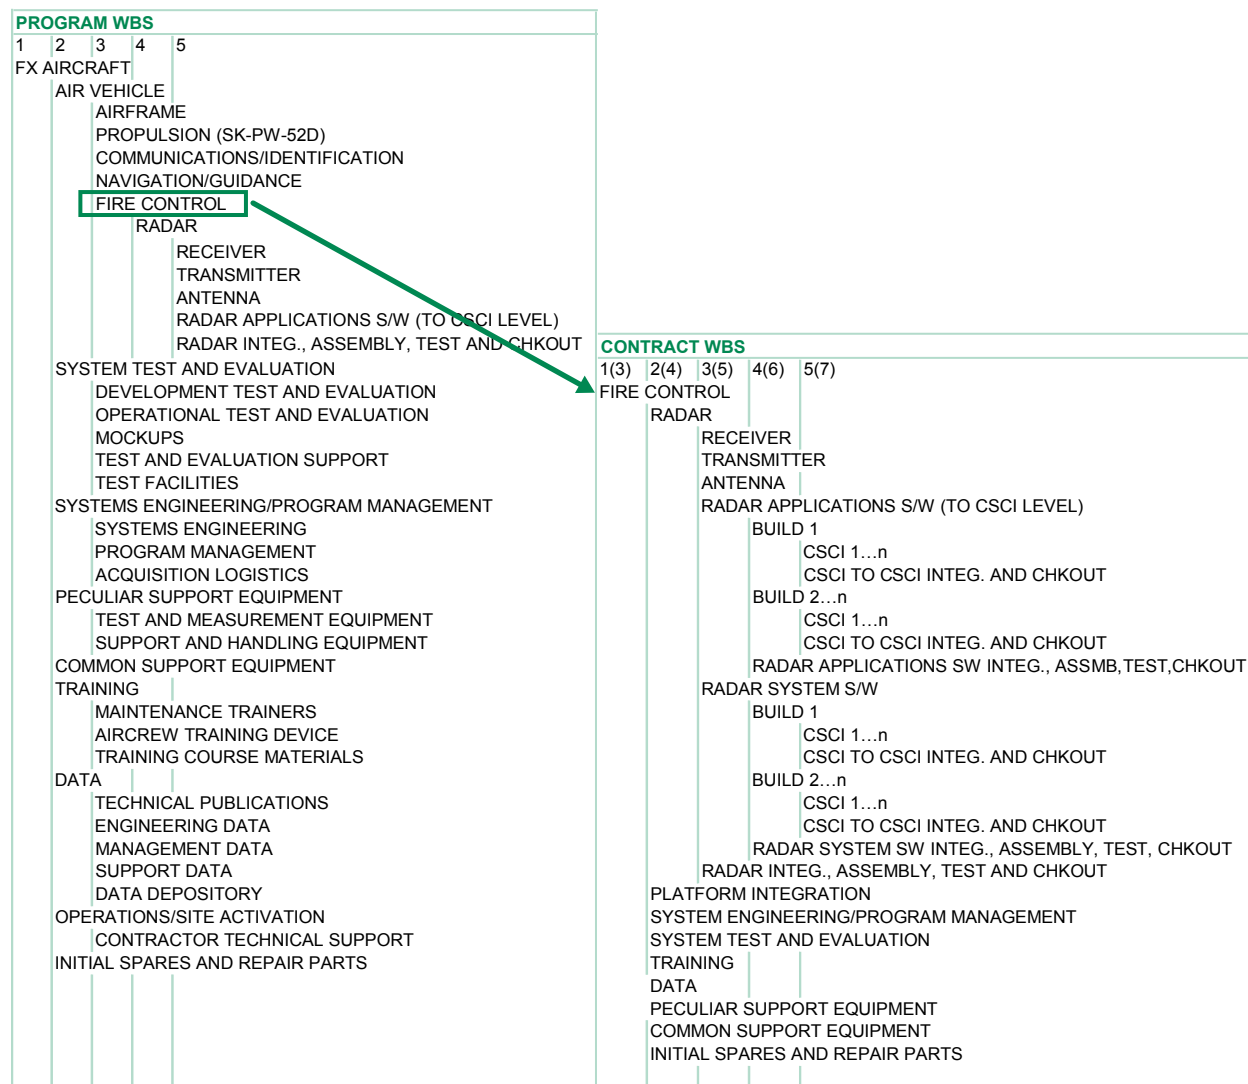 PROGRAM WBS
1 2 3 4 5
FX AIRCRAFT
AIR VEHICLE
AIRFRAME
PROPULSION (SK-PW-52D)
COMMUNICATIONS/IDENTIFICATION
NAVIGATION/GUIDANCE
FIRE CONTROL
RADAR
RECEIVER
TRANSMITTER
ANTENNA
RADAR APPLICATIONS S/W (TO CSCI LEVEL)
RADAR INTEG., ASSEMBLY, TEST AND CHKOUT
SYSTEM TEST AND EVALUATION
DEVELOPMENT TEST AND EVALUATION
OPERATIONAL TEST AND EVALUATION
MOCKUPS
TEST AND EVALUATION SUPPORT
TEST FACILITIES
SYSTEMS ENGINEERING/PROGRAM MANAGEMENT
SYSTEMS ENGINEERING
PROGRAM MANAGEMENT
ACQUISITION LOGISTICS
PECULIAR SUPPORT EQUIPMENT
TEST AND MEASUREMENT EQUIPMENT
SUPPORT AND HANDLING EQUIPMENT
COMMON SUPPORT EQUIPMENT
TRAINING
MAINTENANCE TRAINERS
AIRCREW TRAINING DEVICE
TRAINING COURSE MATERIALS
DATA
TECHNICAL PUBLICATIONS
ENGINEERING DATA
MANAGEMENT DATA
SUPPORT DATA
DATA DEPOSITORY
OPERATIONS/SITE ACTIVATION
CONTRACTOR TECHNICAL SUPPORT
INITIAL SPARES AND REPAIR PARTS
CONTRACT WBS
1(3) 2(4) 3(5) 4(6) 5(7)
FIRE CONTROL
RADAR
RECEIVER
TRANSMITTER
ANTENNA
RADAR APPLICATIONS S/W (TO CSCI LEVEL)
BUILD 1
CSCI 1…n
CSCI TO CSCI INTEG. AND CHKOUT
BUILD 2…n
CSCI 1…n
CSCI TO CSCI INTEG. AND CHKOUT
RADAR APPLICATIONS SW INTEG., ASSMB,TEST,CHKOUT
RADAR SYSTEM S/W
BUILD 1
CSCI 1…n
CSCI TO CSCI INTEG. AND CHKOUT
BUILD 2…n
CSCI 1…n
CSCI TO CSCI INTEG. AND CHKOUT
RADAR SYSTEM SW INTEG., ASSEMBLY, TEST, CHKOUT
RADAR INTEG., ASSEMBLY, TEST AND CHKOUT
PLATFORM INTEGRATION
SYSTEM ENGINEERING/PROGRAM MANAGEMENT
SYSTEM TEST AND EVALUATION
TRAINING
DATA
PECULIAR SUPPORT EQUIPMENT
COMMON SUPPORT EQUIPMENT
INITIAL SPARES AND REPAIR PARTS